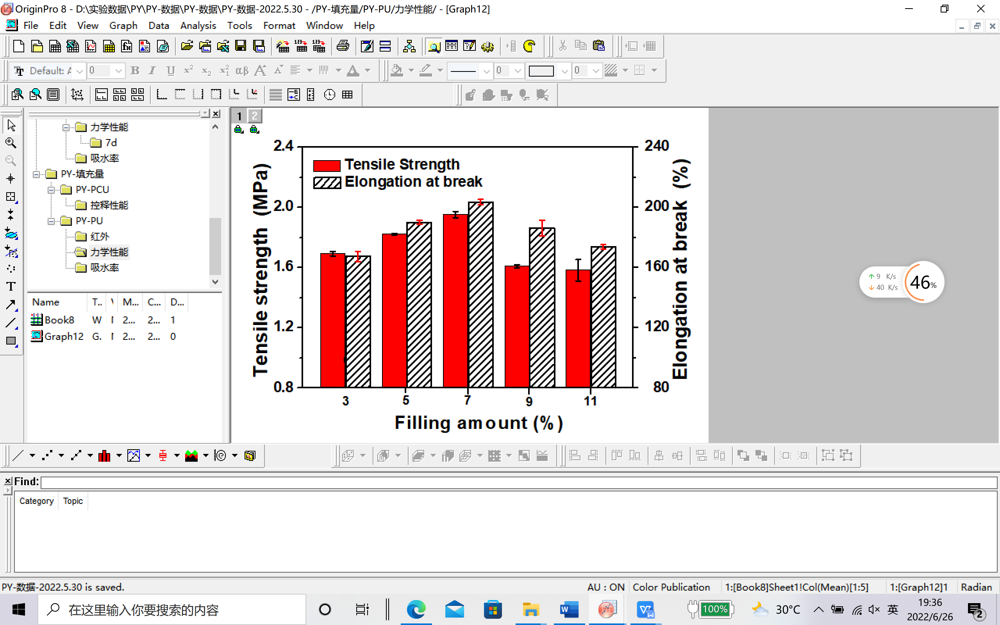 OriginPro 8 - D:\实验数据\PY\PY-数据\PY-数据\PY-数据-2022.5.30 - /PY-填充量/PY-PU/力学性能/ - [Graph12]
File Edit View Graph Data Analysis Tools Format Window Help
Default: A 0 B I U x² x₂ αβ A A A 0 0
力学性能
7d
吸水率
PY-填充量
PY-PCU
控释性能
PY-PU
红外
力学性能
吸水率
Name T.. M... C... D...
Book8 W 2... 2... 1
Graph12 G. 2... 2... 0
1 2
2.4
2.0
1.6
1.2
0.8
Tensile strength (MPa)
Tensile Strength
Elongation at break
240
200
160
120
80
Elongation at break (%)
3 5 7 9 11
Filling amount (%)
9 K/s
40 K/s
46%
Find:
Category Topic
PY-数据-2022.5.30 is saved.
AU : ON Color Publication 1:[Book8]Sheet1!Col(Mean)[1:5] 1:[Graph12]1 Radian
在这里输入你要搜索的内容
100%
30°C
英
19:36
2022/6/26
2